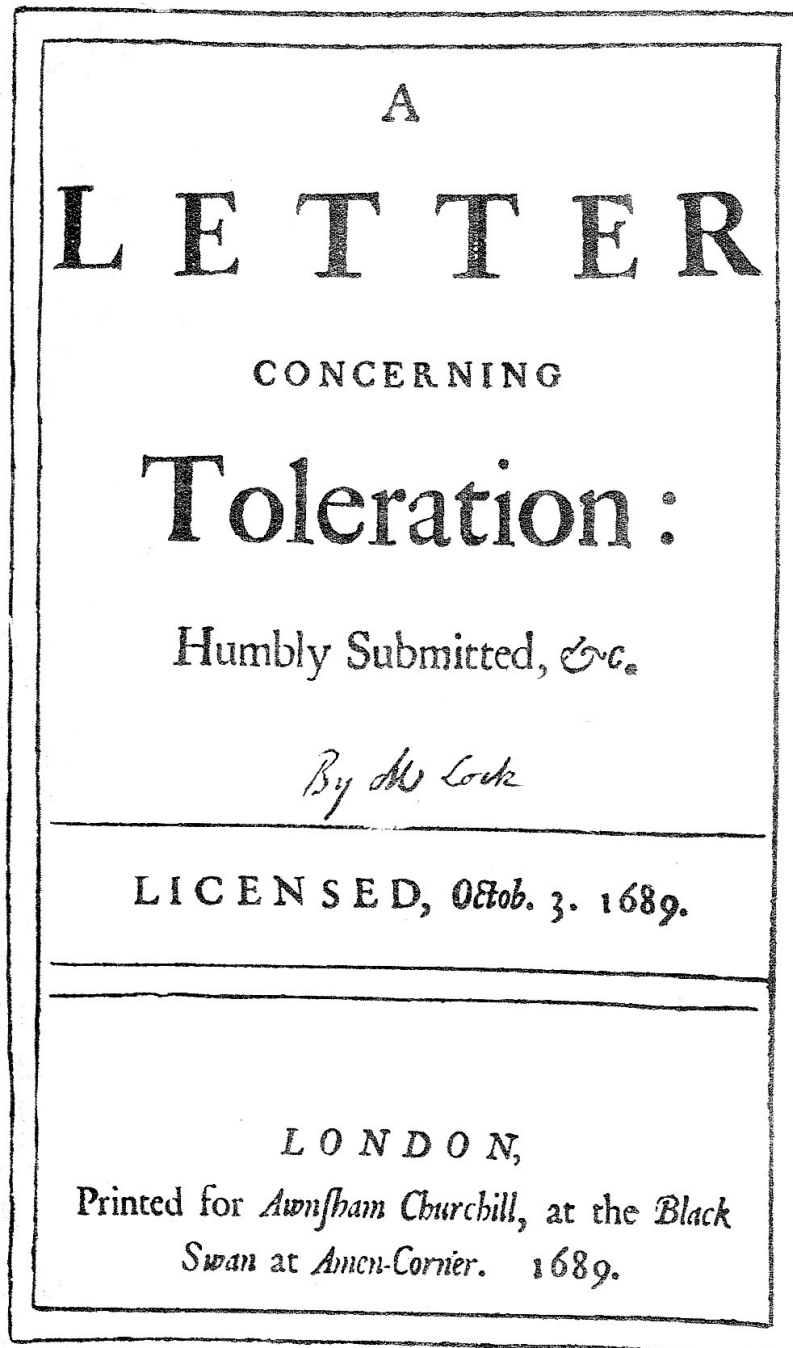 A
LETTER
CONCERNING
Toleration:
Humbly Submitted, &c.
By Mr Lock
LICENSED, Octob. 3. 1689.
LONDON,
Printed for Awnſham Churchill, at the Black
Swan at Amen-Corner. 1689.